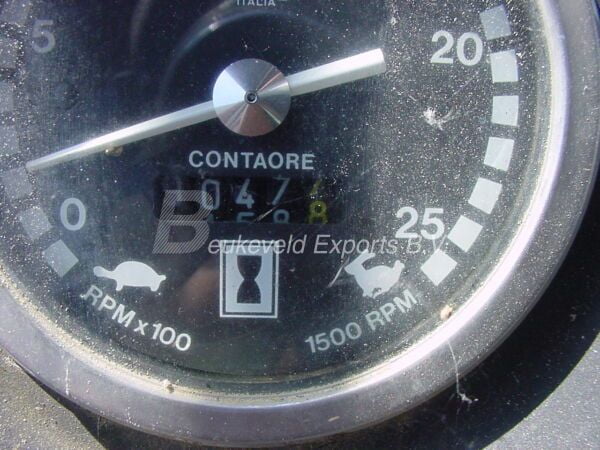 ITALIA
5
20
CONTAORE
0
25
Beukeveld Exports B.V.
RPM x 100
1500 RPM